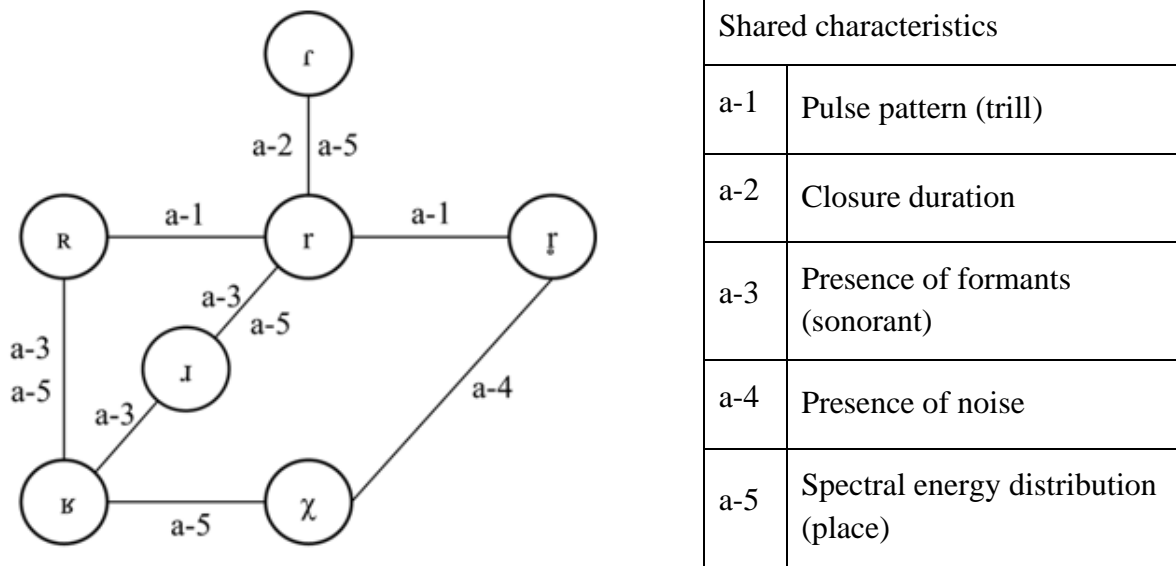 ɾ
a-2 a-5
ʀ a-1 r a-1 r̥
a-3
a-5
a-3
a-5
ɹ
a-3
a-4
ʁ a-5 χ
Shared characteristics
a-1 Pulse pattern (trill)
a-2 Closure duration
a-3 Presence of formants
(sonorant)
a-4 Presence of noise
a-5 Spectral energy distribution
(place)